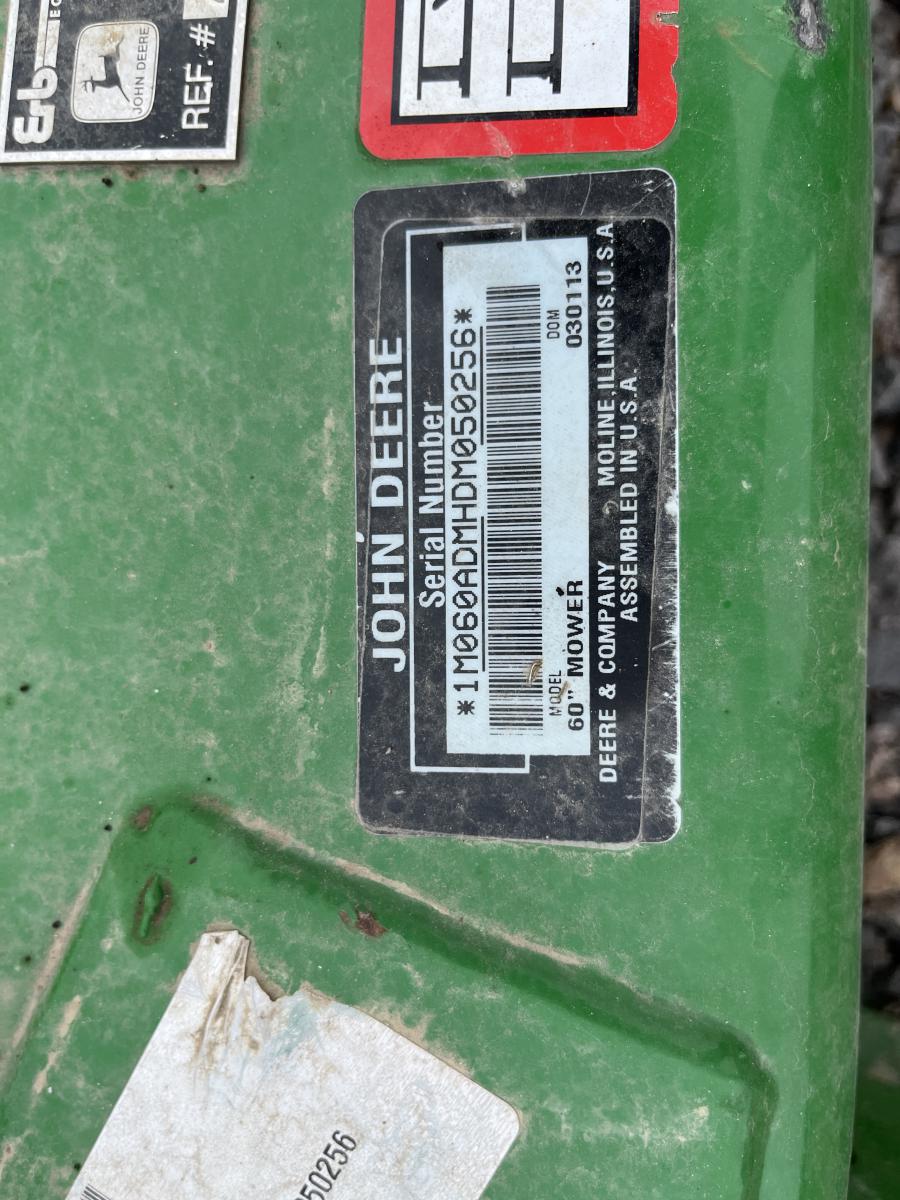 Erb
JOHN DEERE
REF. #
JOHN DEERE
Serial Number
*1M060ADMHDM050256*
MODEL
DOM
60" MOWER
030113
DEERE & COMPANY MOLINE, ILLINOIS, U.S.A.
ASSEMBLED IN U.S.A.
50256